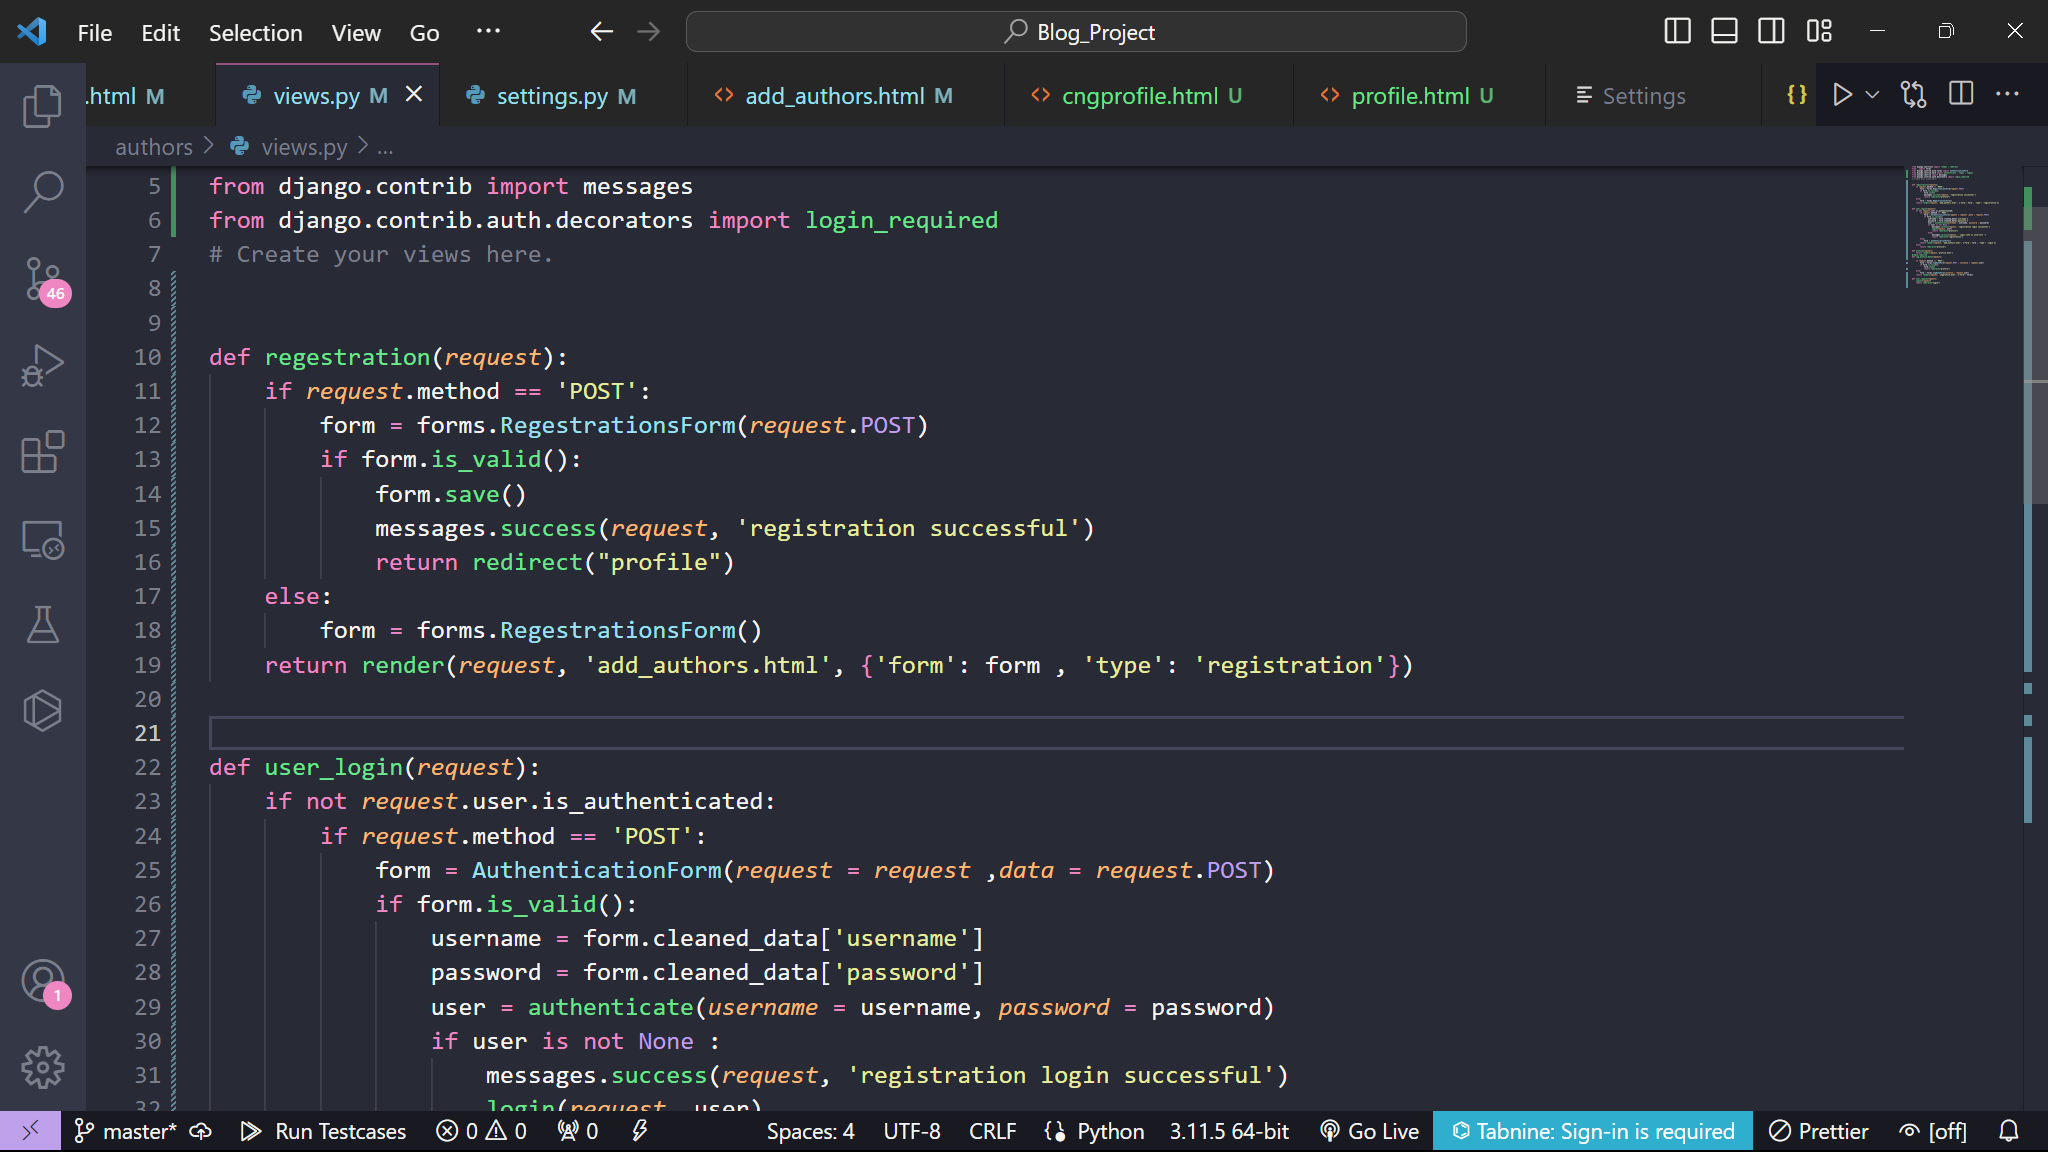 File Edit Selection View Go ··· Blog_Project
.html M views.py M settings.py M add_authors.html M cngprofile.html U profile.html U Settings {}
authors > views.py > ...
5 from django.contrib import messages
6 from django.contrib.auth.decorators import login_required
7 # Create your views here.
8
9
10 def regestration(request):
11 if request.method == 'POST':
12 form = forms.RegestrationsForm(request.POST)
13 if form.is_valid():
14 form.save()
15 messages.success(request, 'registration successful')
16 return redirect("profile")
17 else:
18 form = forms.RegestrationsForm()
19 return render(request, 'add_authors.html', {'form': form , 'type': 'registration'})
20
21
22 def user_login(request):
23 if not request.user.is_authenticated:
24 if request.method == 'POST':
25 form = AuthenticationForm(request = request ,data = request.POST)
26 if form.is_valid():
27 username = form.cleaned_data['username']
28 password = form.cleaned_data['password']
29 user = authenticate(username = username, password = password)
30 if user is not None :
31 messages.success(request, 'registration login successful')
32 login(request, user)
46
1
master* Run Testcases 0 0 0 Spaces: 4 UTF-8 CRLF Python 3.11.5 64-bit Go Live Tabnine: Sign-in is required Prettier [off]